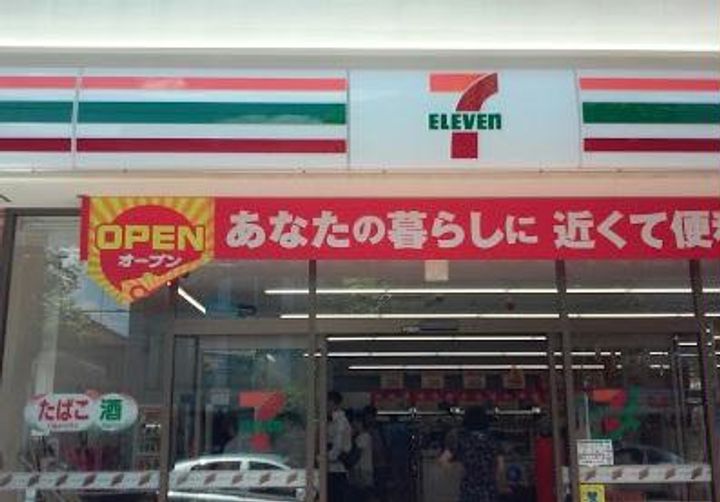 7
ELEVEN
OPEN
オープン
あなたの暮らしに 近くて便
たばこ 酒